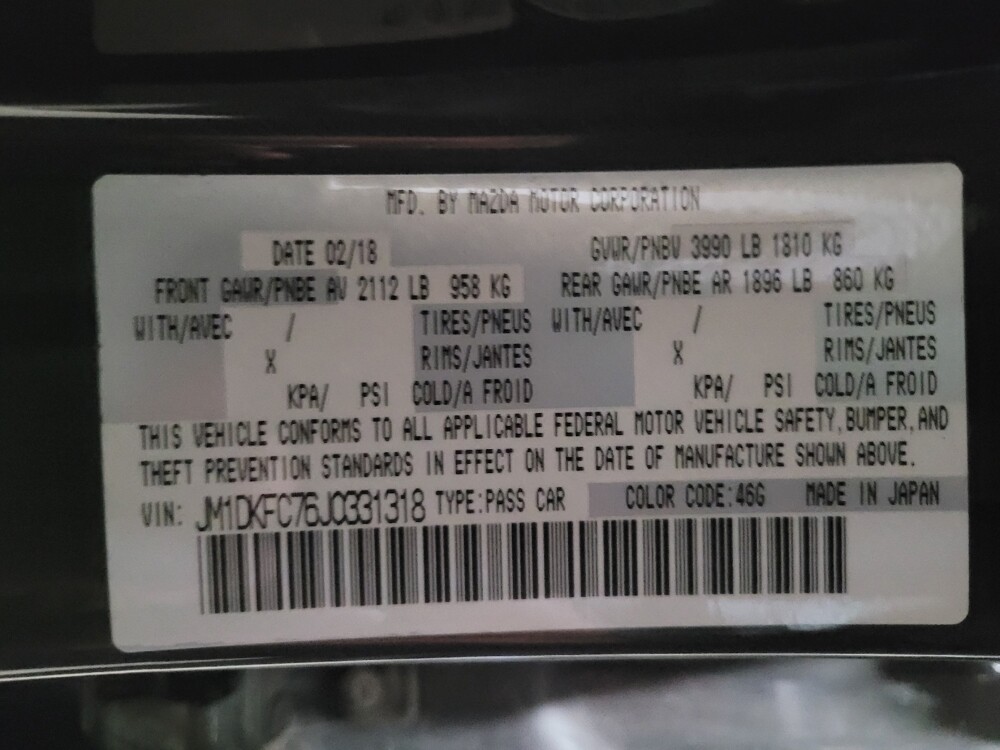 MFD. BY MAZDA MOTOR CORPORATION
DATE 02/18 GVWR/PNBV 3990 LB 1810 KG
FRONT GAWR/PNBE AV 2112 LB 958 KG REAR GAWR/PNBE AR 1896 LB 860 KG
WITH/AVEC / TIRES/PNEUS WITH/AVEC / TIRES/PNEUS
X RIMS/JANTES X RIMS/JANTES
KPA/ PSI COLD/A FROID KPA/ PSI COLD/A FROID
THIS VEHICLE CONFORMS TO ALL APPLICABLE FEDERAL MOTOR VEHICLE SAFETY, BUMPER, AND
THEFT PREVENTION STANDARDS IN EFFECT ON THE DATE OF MANUFACTURE SHOWN ABOVE.
VIN: JM1DKFC76J0331318 TYPE:PASS CAR COLOR CODE:46G MADE IN JAPAN